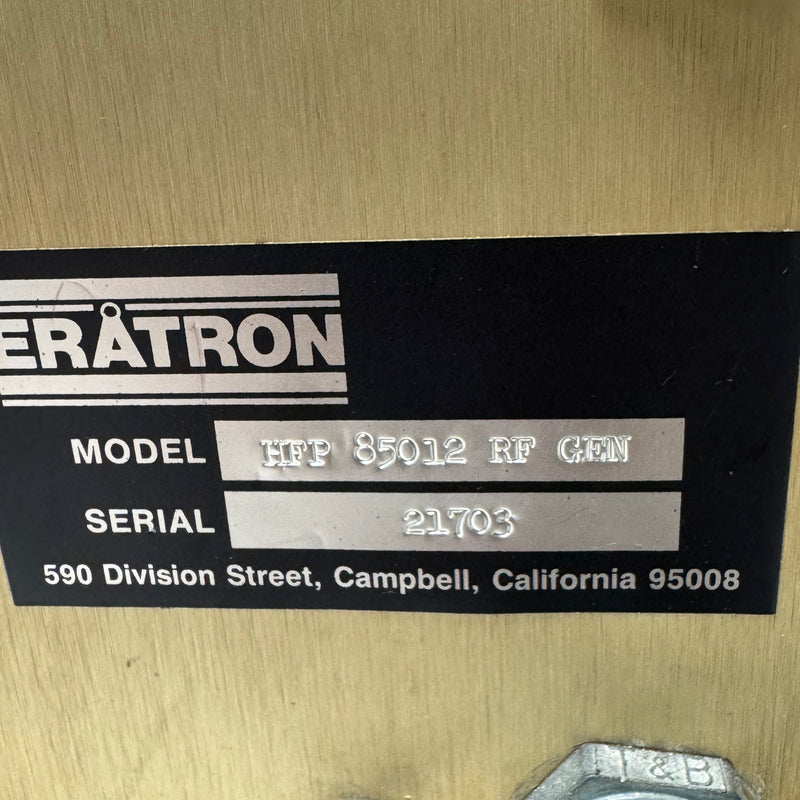 ERÅTRON
MODEL HFP 85012 RF GEN
SERIAL 21703
590 Division Street, Campbell, California 95008
& B